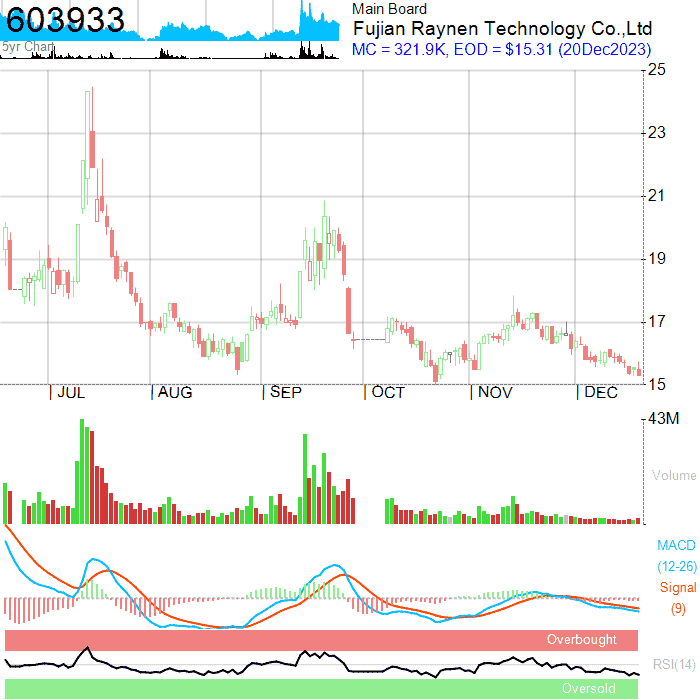 603933
5yr Chart
Main Board
Fujian Raynen Technology Co.,Ltd
MC = 321.9K, EOD = $15.31 (20Dec2023)
25
23
21
19
17
15
| JUL | AUG | SEP | OCT | NOV | DEC
43M
Volume
MACD
(12-26)
Signal
(9)
Overbought
RSI(14)
Oversold